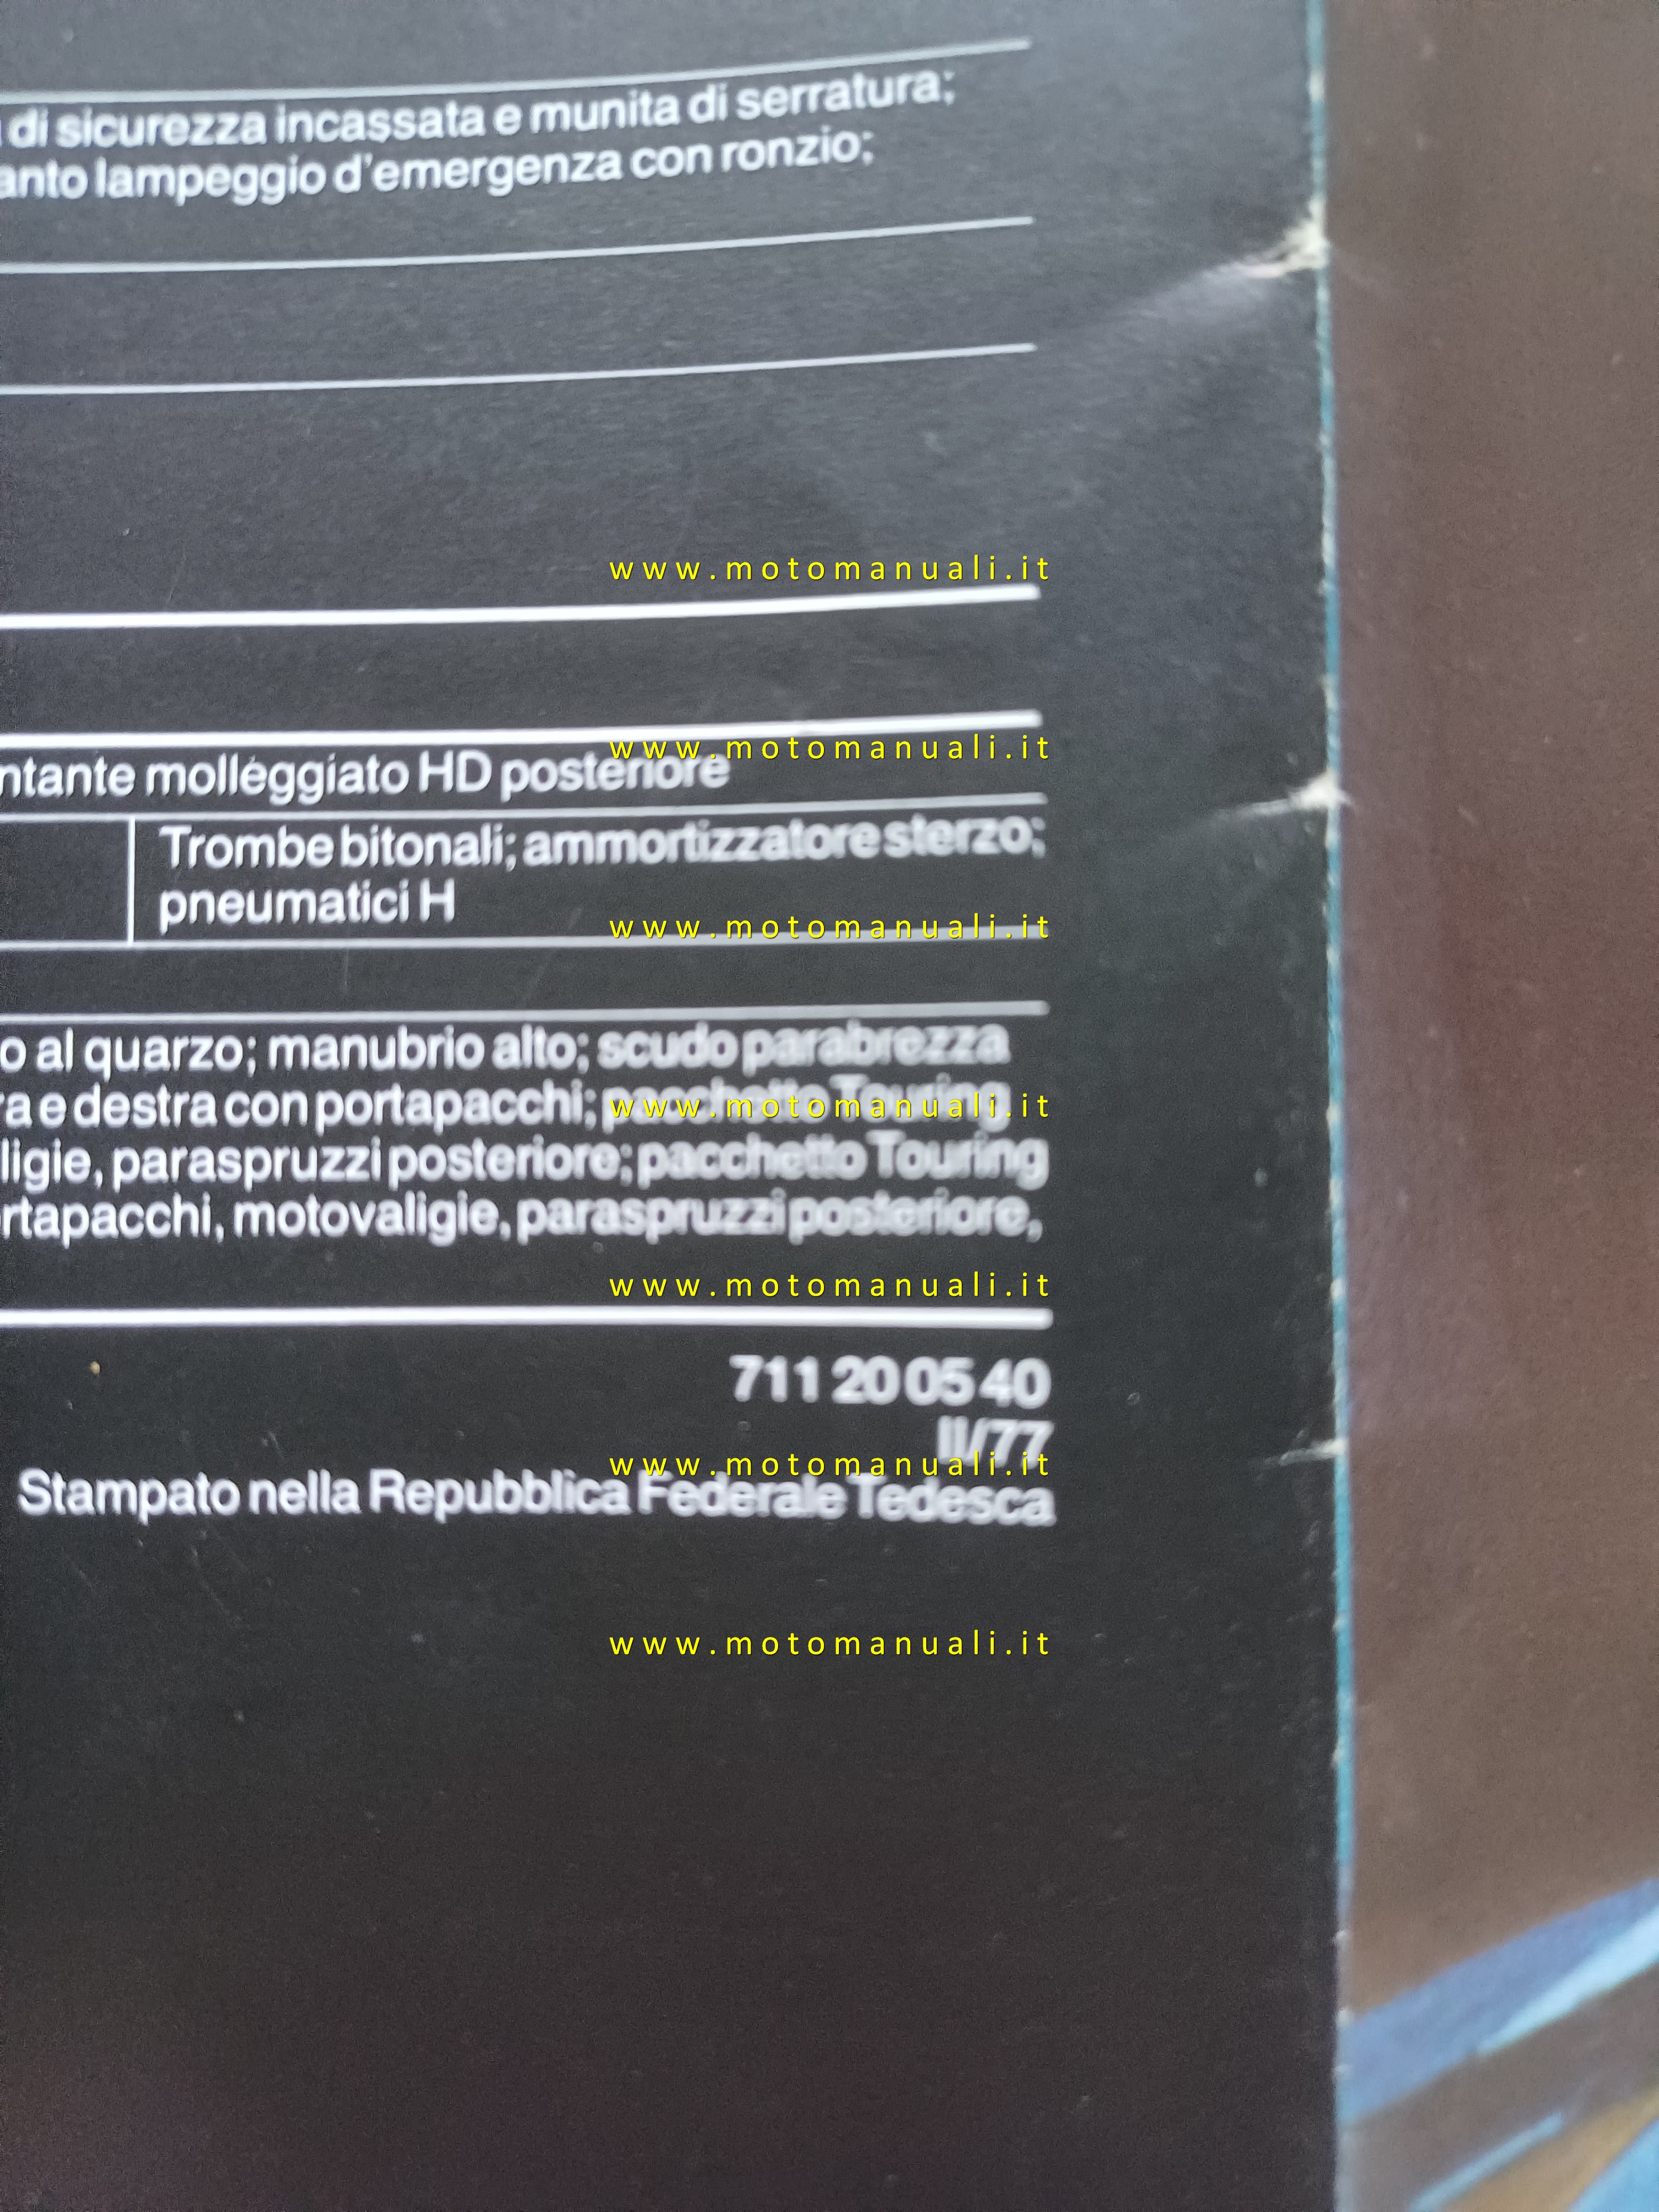 di sicurezza incassata e munita di serratura;
anto lampeggio d'emergenza con ronzio;
www.motomanuali.it
www.motomanuali.it
ntante molleggiato HD posteriore
Trombe bitonali; ammortizzatore sterzo;
pneumatici H
www.motomanuali.it
o al quarzo; manubrio alto; scudo parabrezza
ra e destra con portapacchi; pacchetto Touring
www.motomanuali.it
ligie, paraspruzzi posteriore; pacchetto Touring
rtapacchi, motovaligie, paraspruzzi posteriore,
www.motomanuali.it
711 20 05 40
II/77
www.motomanuali.it
Stampato nella Repubblica Federale Tedesca
www.motomanuali.it